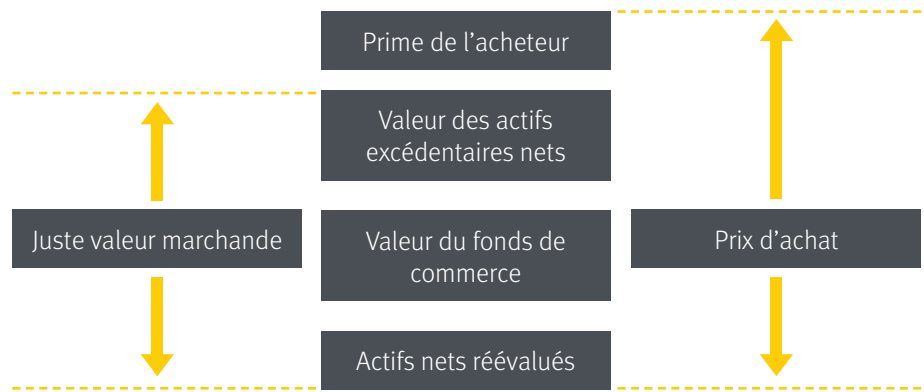 Prime de l’acheteur
Valeur des actifs
excédentaires nets
Juste valeur marchande
Valeur du fonds de
commerce
Prix d’achat
Actifs nets réévalués